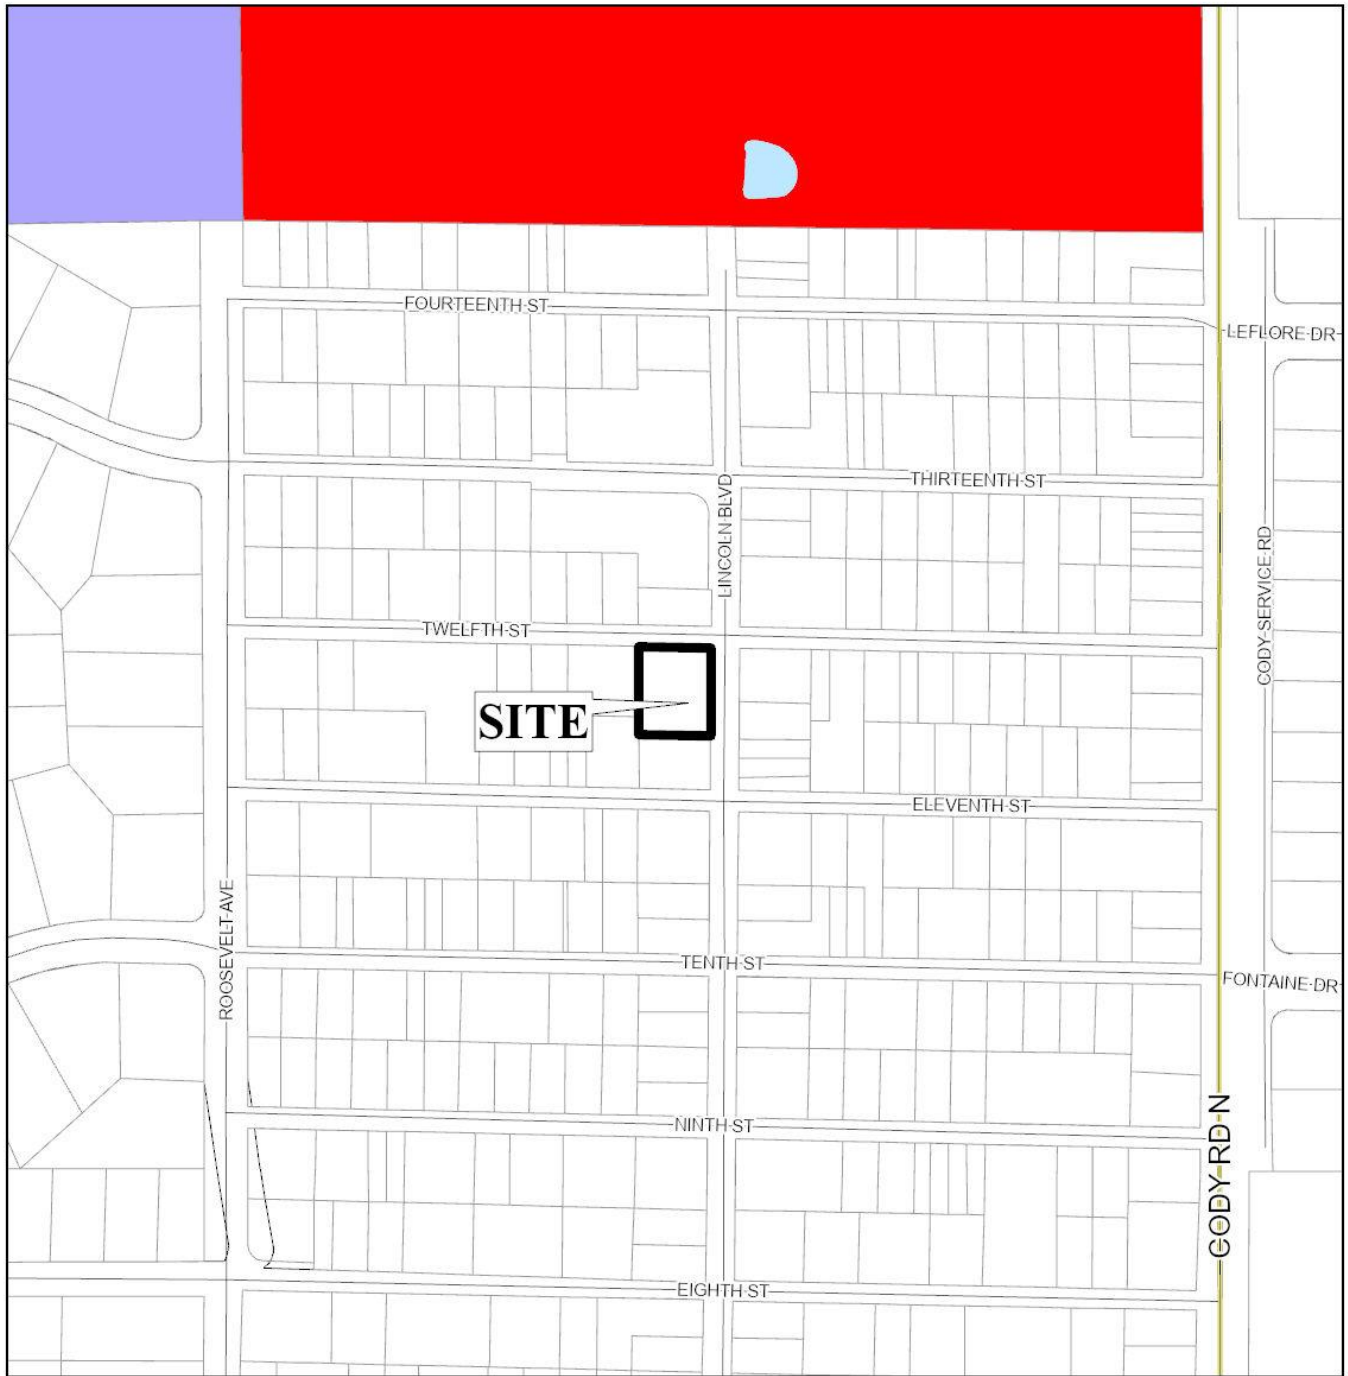 FOURTEENTH ST
LEFLORE DR
THIRTEENTH ST
LINCOLN BLVD
CODY SERVICE RD
TWELFTH ST
SITE
ELEVENTH ST
ROOSEVELT AVE
TENTH ST
FONTAINE DR
NINTH ST
CODY RD N
EIGHTH ST